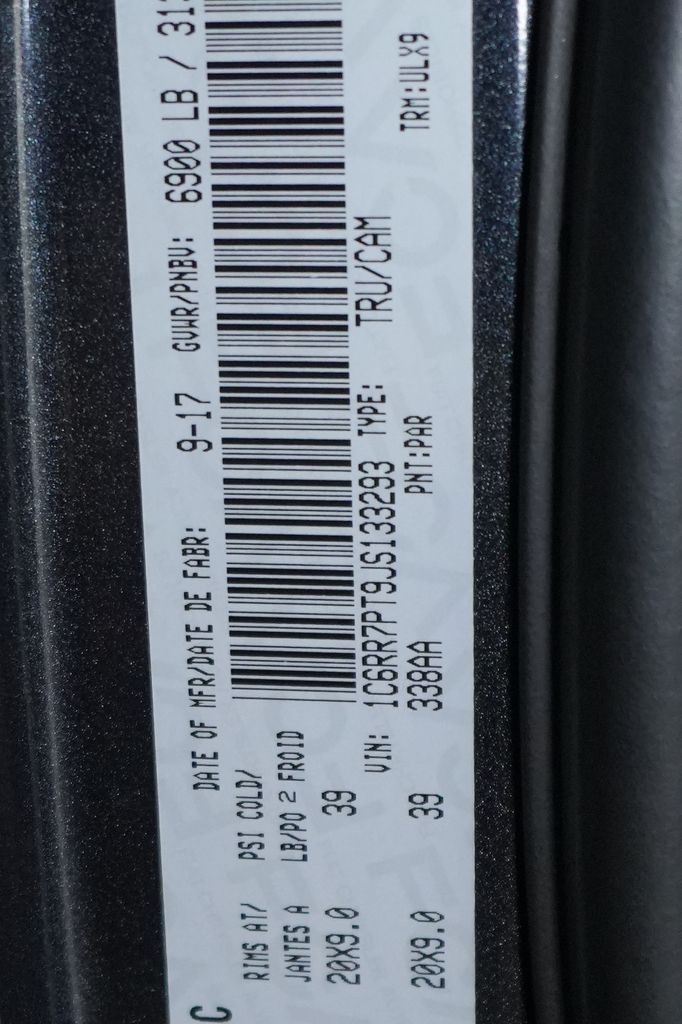 C
DATE OF MFR/DATE DE FABR: 9-17 GVWR/PNBV: 6900 LB / 313
RIMS AT/ PSI COLD/
JANTES A LB/PO 2 FROID
20X9.0 39
VIN: 1C6RR7PT9JS133293 TYPE: TRU/CAM
20X9.0 39 338AA PNT:PAR TRM:ULX9